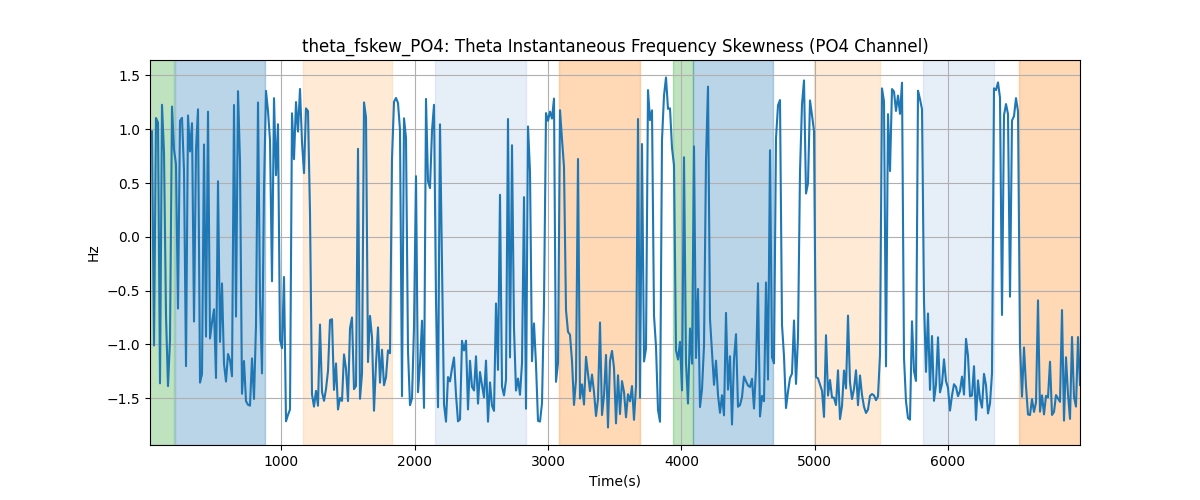 theta_fskew_PO4: Theta Instantaneous Frequency Skewness (PO4 Channel)
1.5
1.0
0.5
0.0
−0.5
−1.0
−1.5
Hz
1000 2000 3000 4000 5000 6000
Time(s)